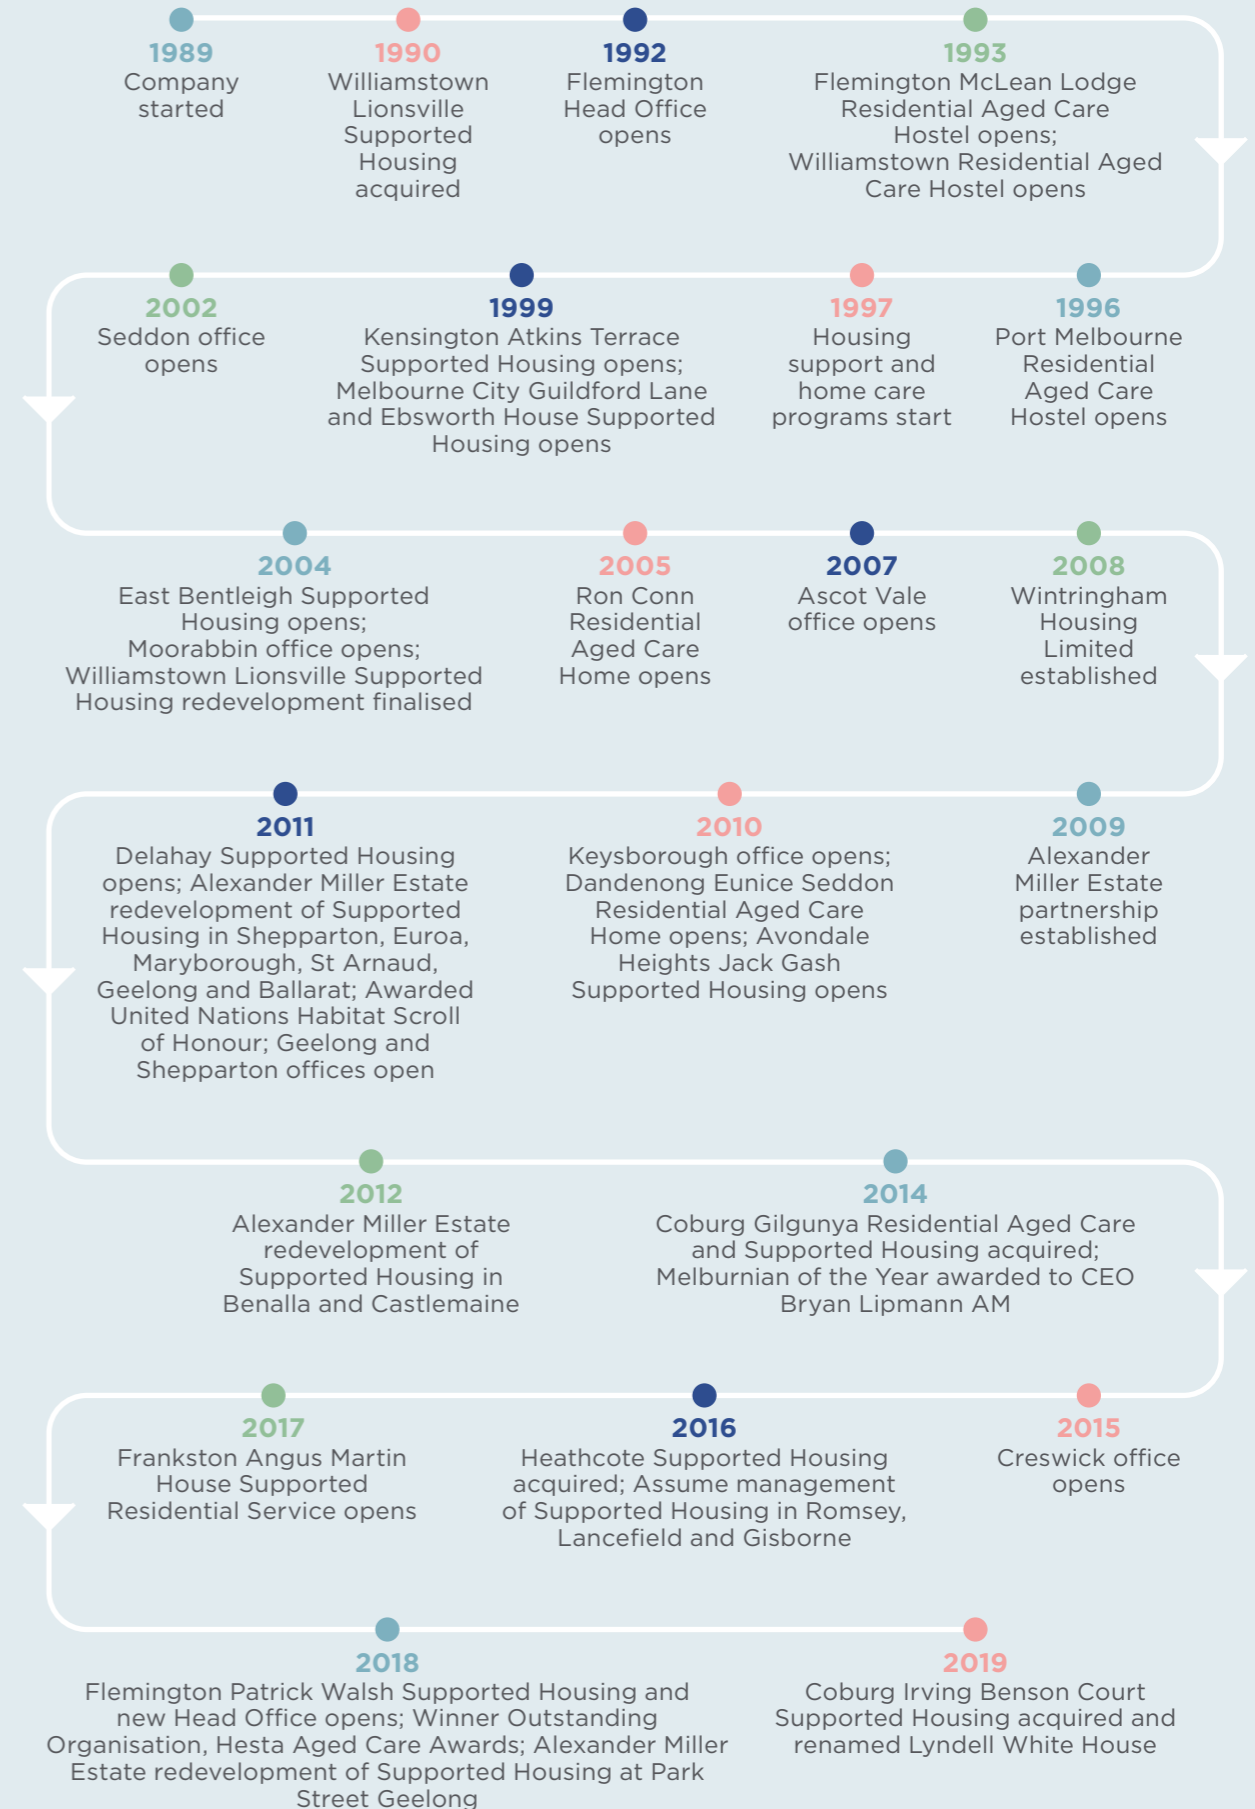 1989
Company
started
1990
Williamstown
Lionsville
Supported
Housing
acquired
1992
Flemington
Head Office
opens
1993
Flemington McLean Lodge
Residential Aged Care
Hostel opens;
Williamstown Residential Aged
Care Hostel opens
2002
Seddon office
opens
1999
Kensington Atkins Terrace
Supported Housing opens;
Melbourne City Guildford Lane
and Ebsworth House Supported
Housing opens
1997
Housing
support and
home care
programs start
1996
Port Melbourne
Residential
Aged Care
Hostel opens
2004
East Bentleigh Supported
Housing opens;
Moorabbin office opens;
Williamstown Lionsville Supported
Housing redevelopment finalised
2005
Ron Conn
Residential
Aged Care
Home opens
2007
Ascot Vale
office opens
2008
Wintringham
Housing
Limited
established
2011
Delahay Supported Housing
opens; Alexander Miller Estate
redevelopment of Supported
Housing in Shepparton, Euroa,
Maryborough, St Arnaud,
Geelong and Ballarat; Awarded
United Nations Habitat Scroll
of Honour; Geelong and
Shepparton offices open
2010
Keysborough office opens;
Dandenong Eunice Seddon
Residential Aged Care
Home opens; Avondale
Heights Jack Gash
Supported Housing opens
2009
Alexander
Miller Estate
partnership
established
2012
Alexander Miller Estate
redevelopment of
Supported Housing in
Benalla and Castlemaine
2014
Coburg Gilgunya Residential Aged Care
and Supported Housing acquired;
Melburnian of the Year awarded to CEO
Bryan Lipmann AM
2017
Frankston Angus Martin
House Supported
Residential Service opens
2016
Heathcote Supported Housing
acquired; Assume management
of Supported Housing in Romsey,
Lancefield and Gisborne
2015
Creswick office
opens
2018
Flemington Patrick Walsh Supported Housing and
new Head Office opens; Winner Outstanding
Organisation, Hesta Aged Care Awards; Alexander Miller
Estate redevelopment of Supported Housing at Park
Street Geelong
2019
Coburg Irving Benson Court
Supported Housing acquired and
renamed Lyndell White House